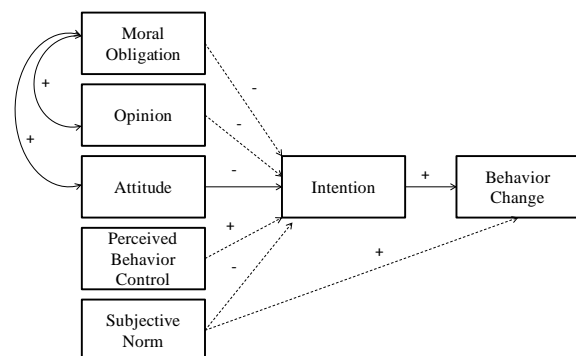 Moral
Obligation
-
+
Opinion
-
+
Attitude
-
Intention
+
Behavior
Change
Perceived
Behavior
Control
+
-
+
Subjective
Norm